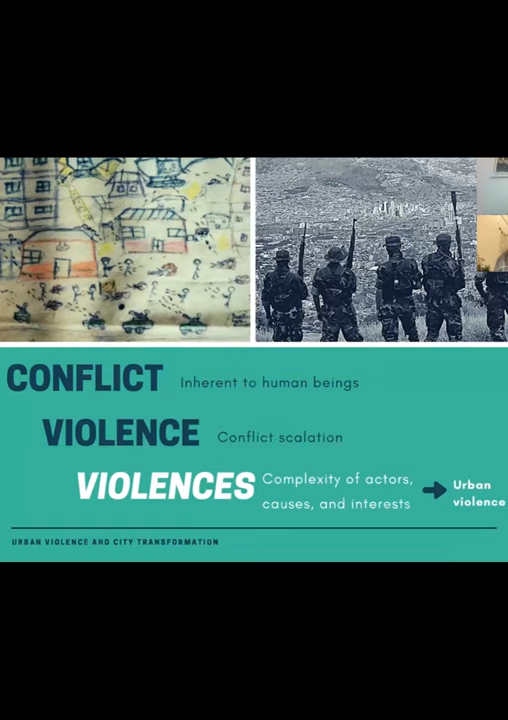 CONFLICT Inherent to human beings
VIOLENCE Conflict scalation
VIOLENCES Complexity of actors,
causes, and interests
Urban
violence
URBAN VIOLENCE AND CITY TRANSFORMATION